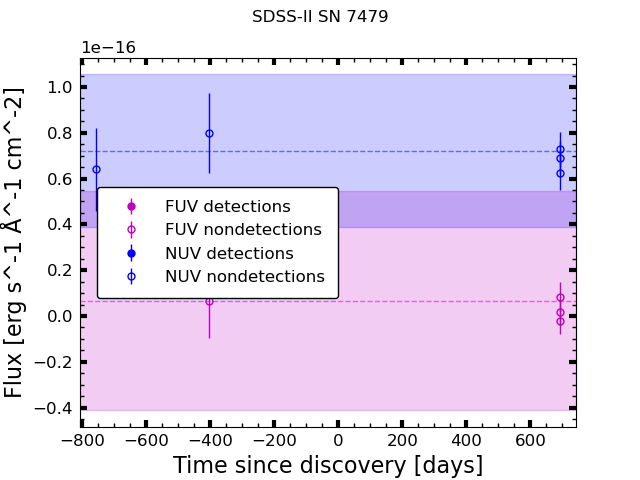 SDSS-II SN 7479
1e−16
1.0
0.8
0.6
0.4
0.2
0.0
−0.2
−0.4
Flux [erg s^-1 Å^-1 cm^-2]
FUV detections
FUV nondetections
NUV detections
NUV nondetections
−800 −600 −400 −200 0 200 400 600
Time since discovery [days]